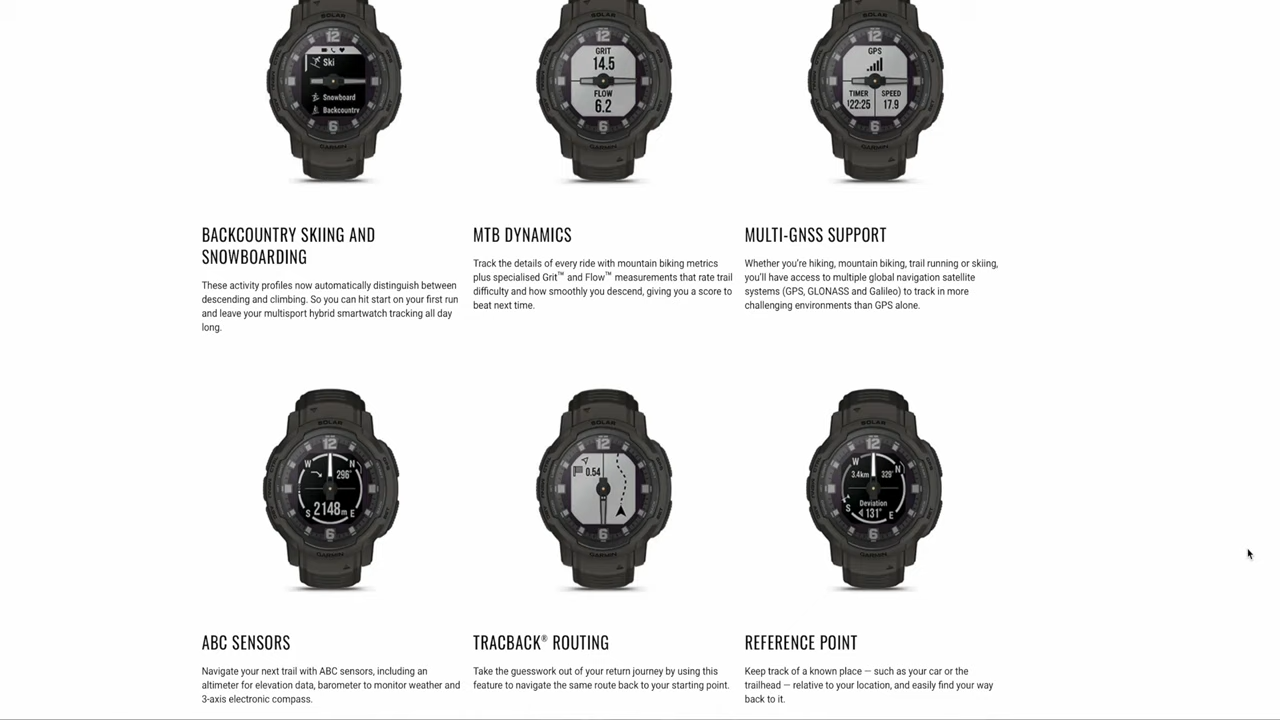 SOLAR
12
Ski
Snowboard
Backcountry
6
GARMIN
SOLAR
12
GRIT
14.5
FLOW
6.2
6
GARMIN
SOLAR
12
GPS
TIMER SPEED
22:25 17.9
6
GARMIN
BACKCOUNTRY SKIING AND
SNOWBOARDING
These activity profiles now automatically distinguish between
descending and climbing. So you can hit start on your first run
and leave your multisport hybrid smartwatch tracking all day
long.
MTB DYNAMICS
Track the details of every ride with mountain biking metrics
plus specialised Grit™ and Flow™ measurements that rate trail
difficulty and how smoothly you descend, giving you a score to
beat next time.
MULTI-GNSS SUPPORT
Whether you're hiking, mountain biking, trail running or skiing,
you'll have access to multiple global navigation satellite
systems (GPS, GLONASS and Galileo) to track in more
challenging environments than GPS alone.
SOLAR
12
W N
296°
2148m
S E
6
GARMIN
SOLAR
12
0.54
6
GARMIN
SOLAR
12
W N
3.4km 329°
Deviation
131°
S E
6
GARMIN
ABC SENSORS
Navigate your next trail with ABC sensors, including an
altimeter for elevation data, barometer to monitor weather and
3-axis electronic compass.
TRACBACK® ROUTING
Take the guesswork out of your return journey by using this
feature to navigate the same route back to your starting point.
REFERENCE POINT
Keep track of a known place — such as your car or the
trailhead — relative to your location, and easily find your way
back to it.